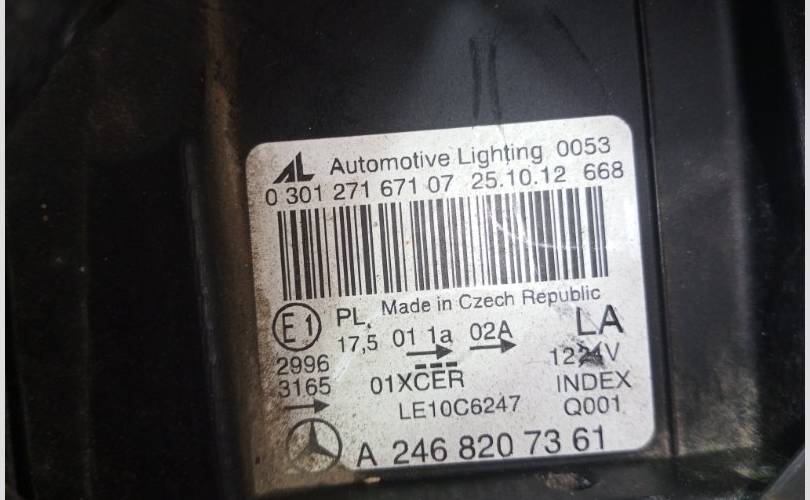 AL Automotive Lighting 0053
0 301 271 671 07 25.10.12 668
Made in Czech Republic
E1 PL, 01 1a 02A LA
17,5
2996 1224V
3165 01XCER INDEX
LE10C6247 Q001
A 246 820 73 61